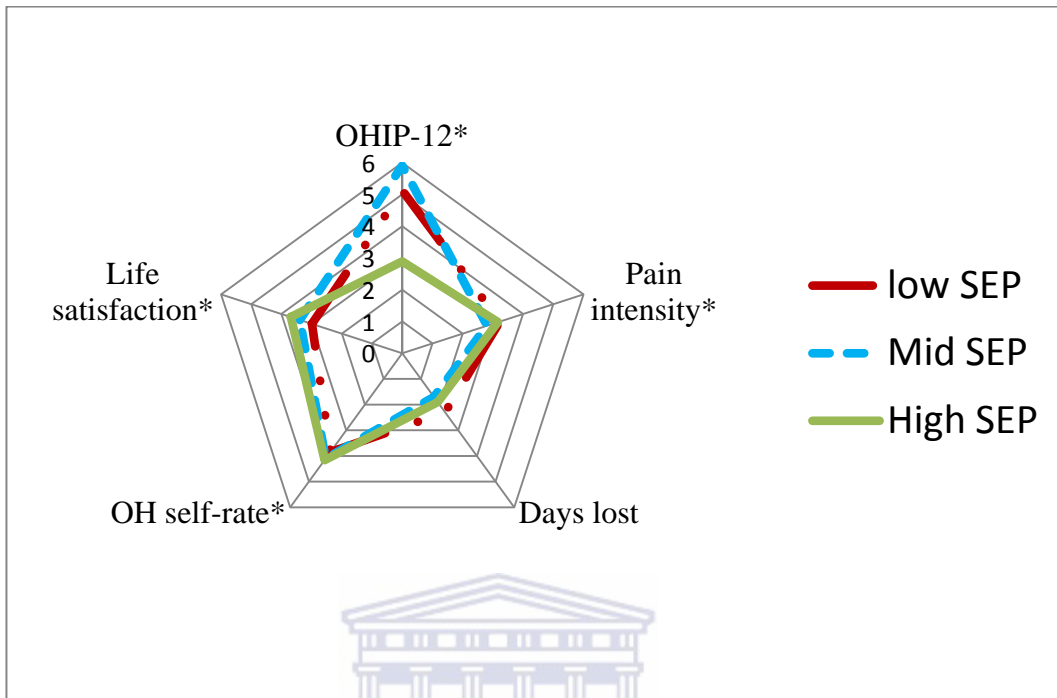 OHIP-12*
6
5
4
3
2
1
0
Pain
intensity*
Days lost
OH self-rate*
Life
satisfaction*
low SEP
Mid SEP
High SEP